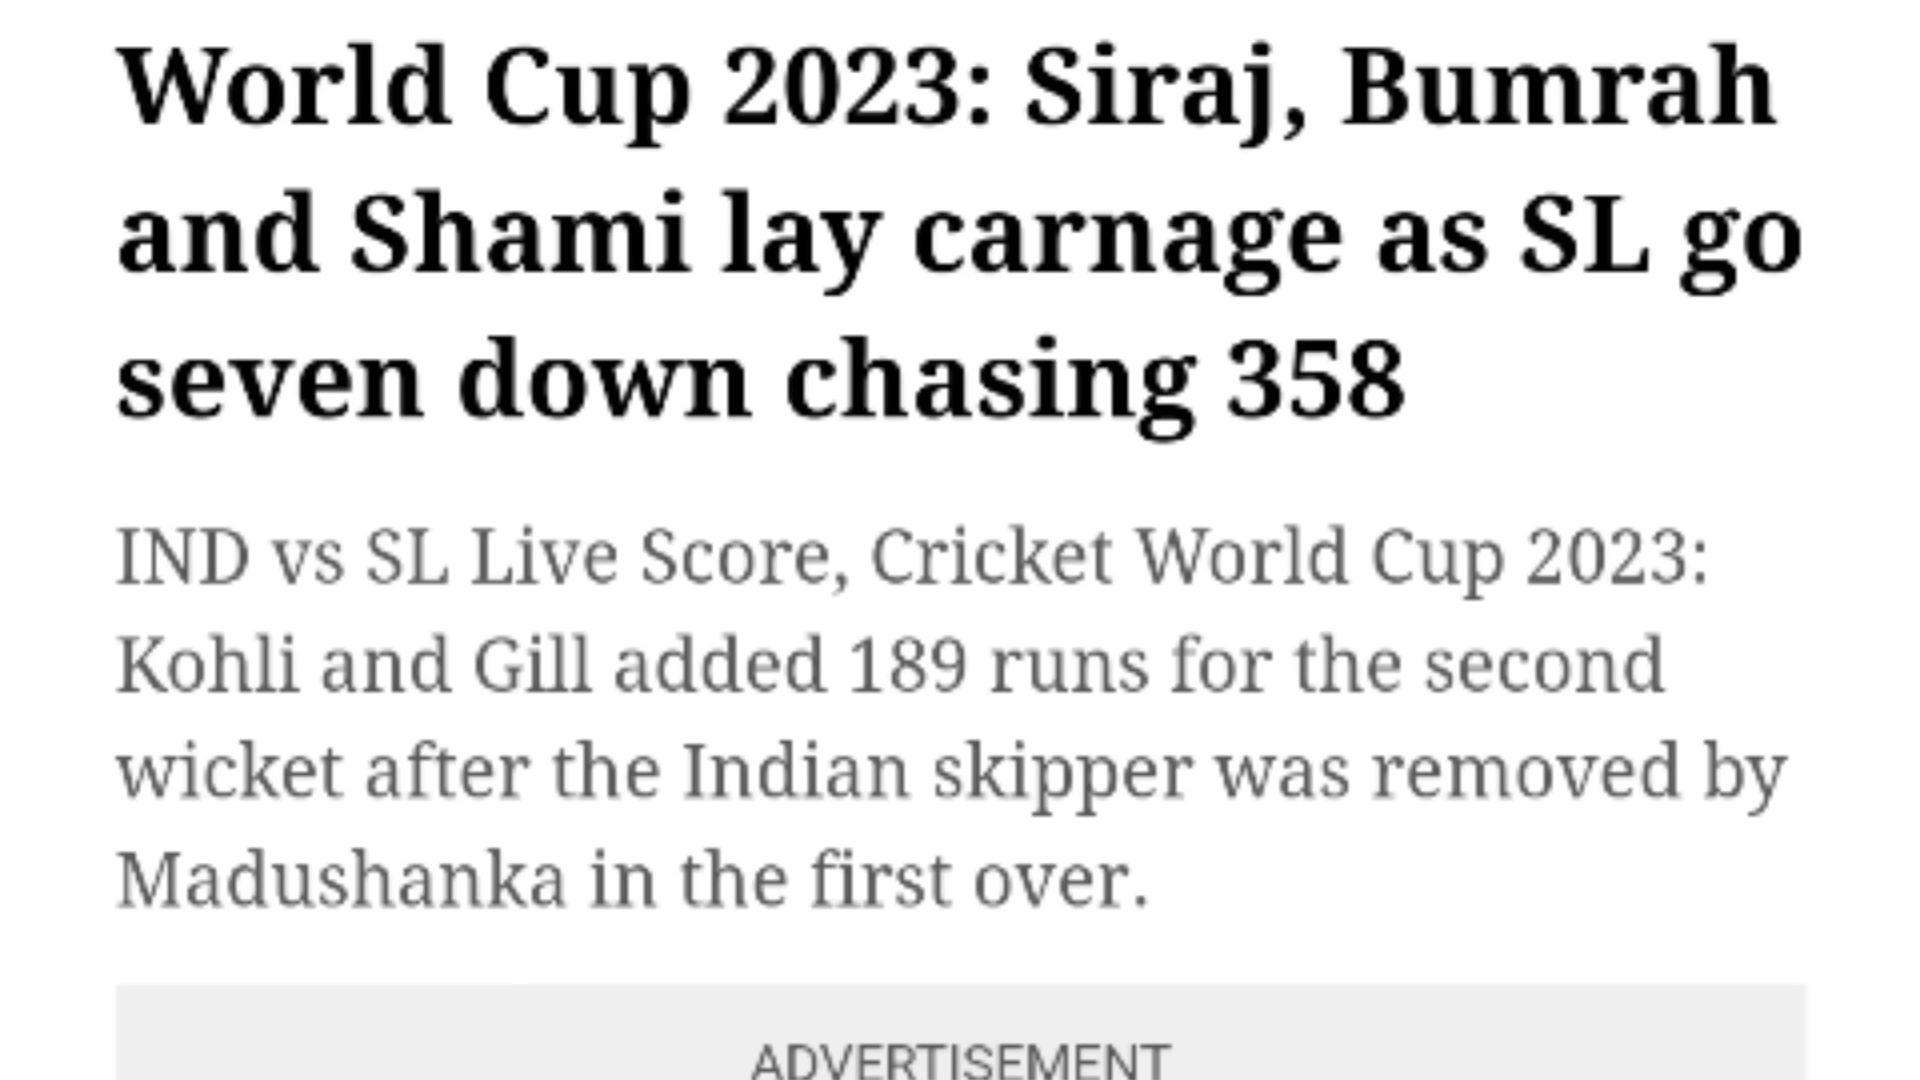 World Cup 2023: Siraj, Bumrah
and Shami lay carnage as SL go
seven down chasing 358
IND vs SL Live Score, Cricket World Cup 2023:
Kohli and Gill added 189 runs for the second
wicket after the Indian skipper was removed by
Madushanka in the first over.
ADVERTISEMENT